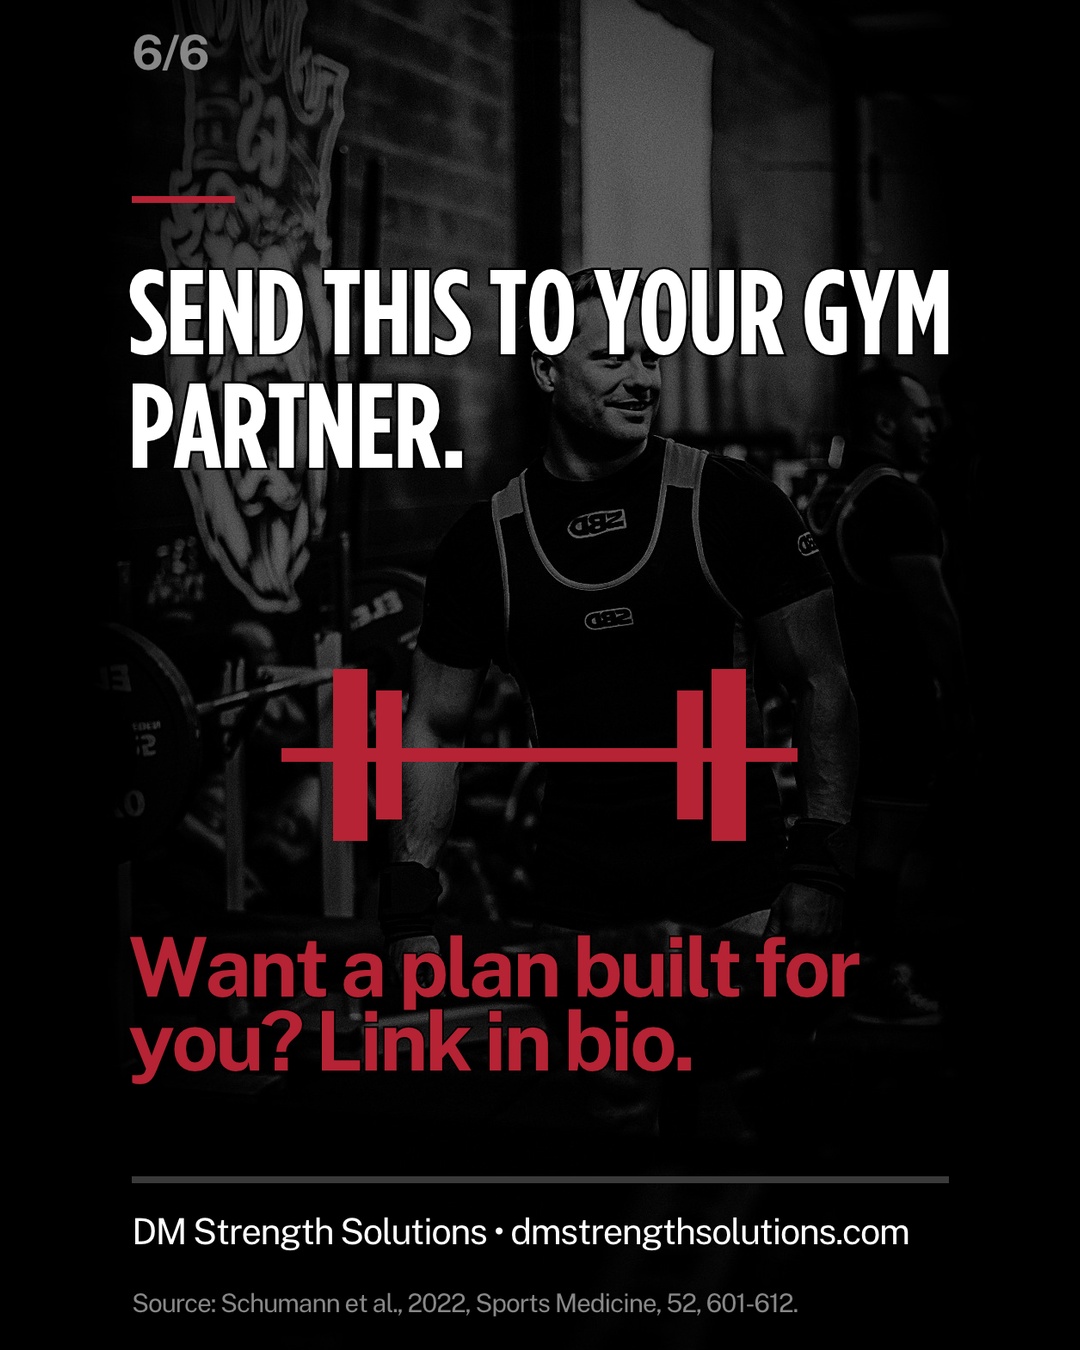 6/6
SEND THIS TO YOUR GYM
PARTNER.
Want a plan built for
you? Link in bio.
DM Strength Solutions • dmstrengthsolutions.com
Source: Schumann et al., 2022, Sports Medicine, 52, 601-612.